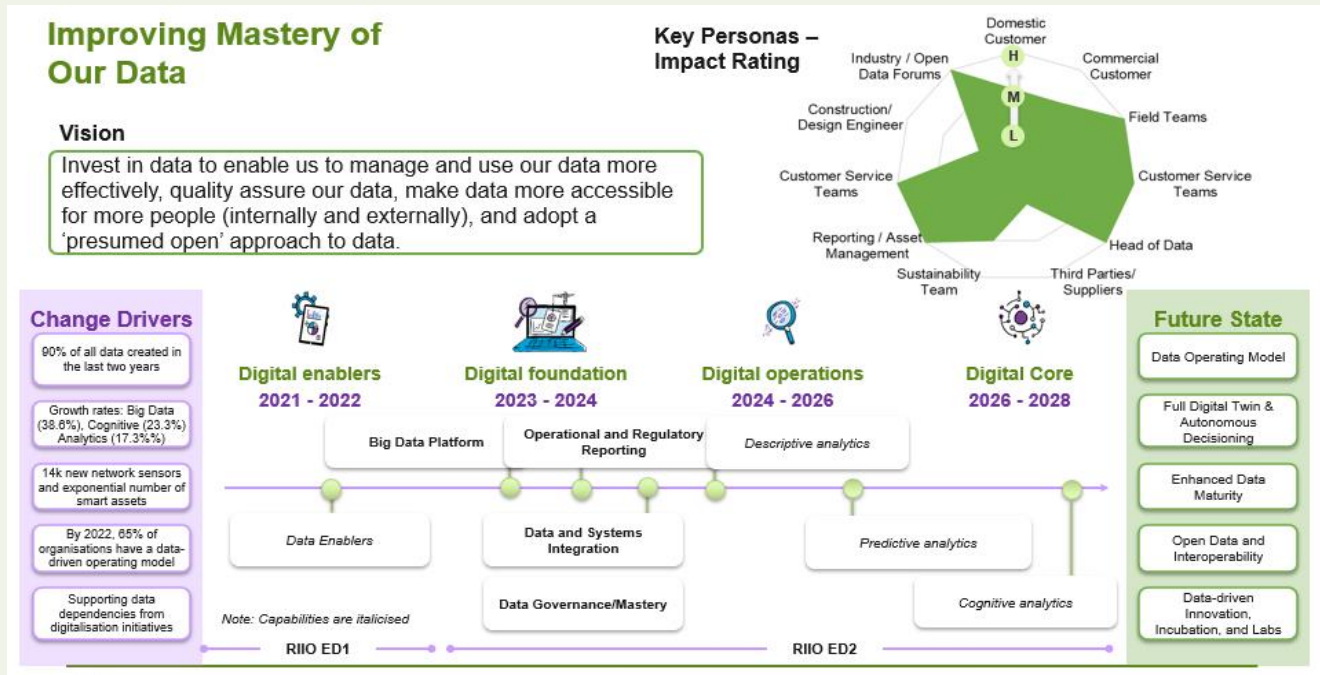 Improving Mastery of
Our Data
Vision
Invest in data to enable us to manage and use our data more
effectively, quality assure our data, make data more accessible
for more people (internally and externally), and adopt a
‘presumed open’ approach to data.
Key Personas –
Impact Rating
Domestic
Customer
Commercial
Customer
Field Teams
Customer Service
Teams
Head of Data
Third Parties/
Suppliers
Sustainability
Team
Reporting / Asset
Management
Customer Service
Teams
Construction/
Design Engineer
Industry / Open
Data Forums
H
M
L
Change Drivers
90% of all data created in
the last two years
Growth rates: Big Data
(38.6%), Cognitive (23.3%)
Analytics (17.3%%)
14k new network sensors
and exponential number of
smart assets
By 2022, 65% of
organisations have a data-
driven operating model
Supporting data
dependencies from
digitalisation initiatives
Digital enablers
2021 - 2022
Digital foundation
2023 - 2024
Digital operations
2024 - 2026
Digital Core
2026 - 2028
Big Data Platform
Operational and Regulatory
Reporting
Descriptive analytics
Data Enablers
Data and Systems
Integration
Predictive analytics
Data Governance/Mastery
Cognitive analytics
Note: Capabilities are italicised
RIIO ED1
RIIO ED2
Future State
Data Operating Model
Full Digital Twin &
Autonomous
Decisioning
Enhanced Data
Maturity
Open Data and
Interoperability
Data-driven
Innovation,
Incubation, and Labs